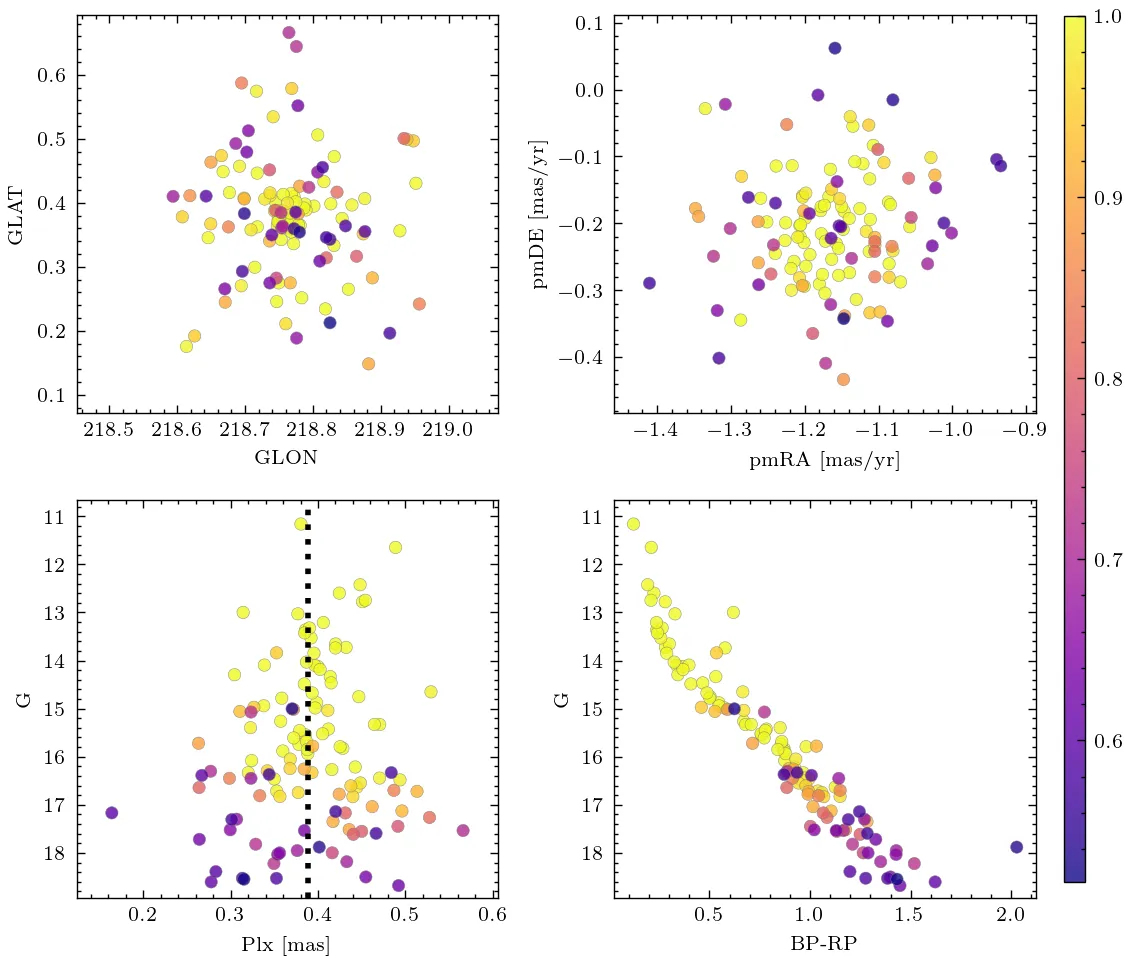 0.6
0.5
0.4
0.3
0.2
0.1
GLAT
218.5 218.6 218.7 218.8 218.9 219.0
GLON
0.1
0.0
−0.1
−0.2
−0.3
−0.4
pmDE [mas/yr]
−1.4 −1.3 −1.2 −1.1 −1.0 −0.9
pmRA [mas/yr]
11
12
13
14
15
16
17
18
G
0.2 0.3 0.4 0.5 0.6
Plx [mas]
11
12
13
14
15
16
17
18
G
0.5 1.0 1.5 2.0
BP-RP
1.0
0.9
0.8
0.7
0.6